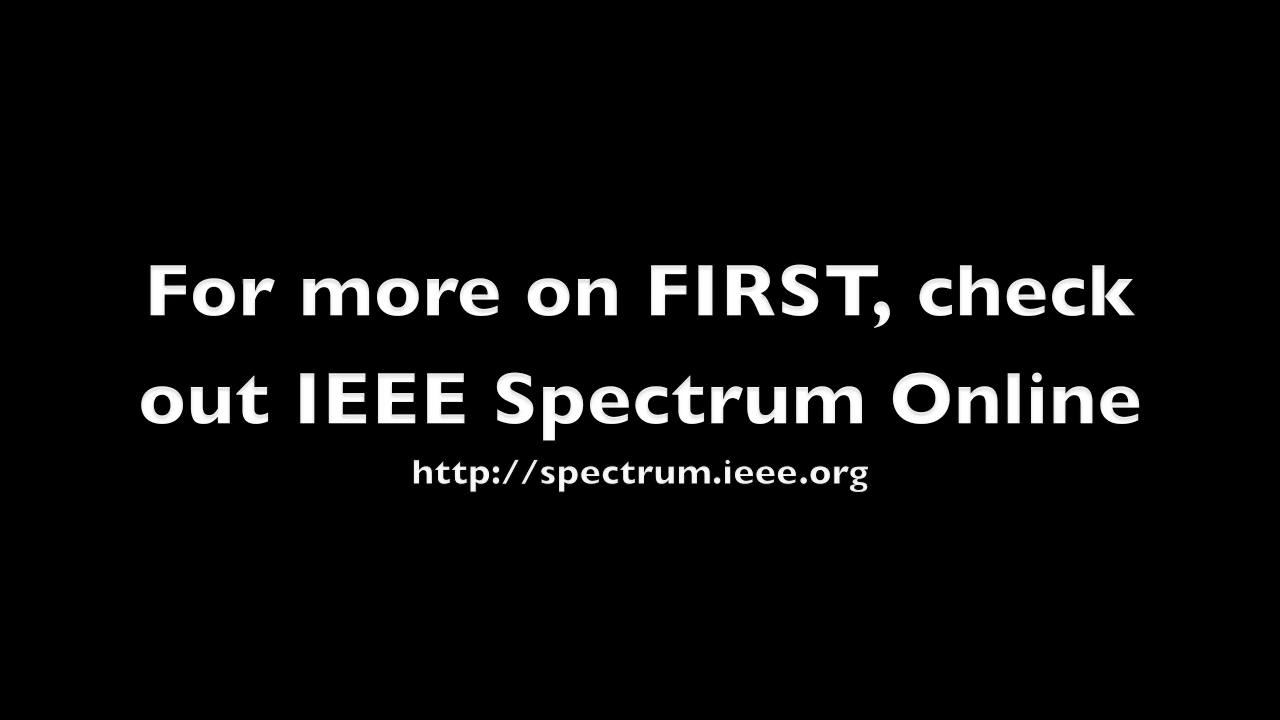 For more on FIRST, check
out IEEE Spectrum Online
http://spectrum.ieee.org